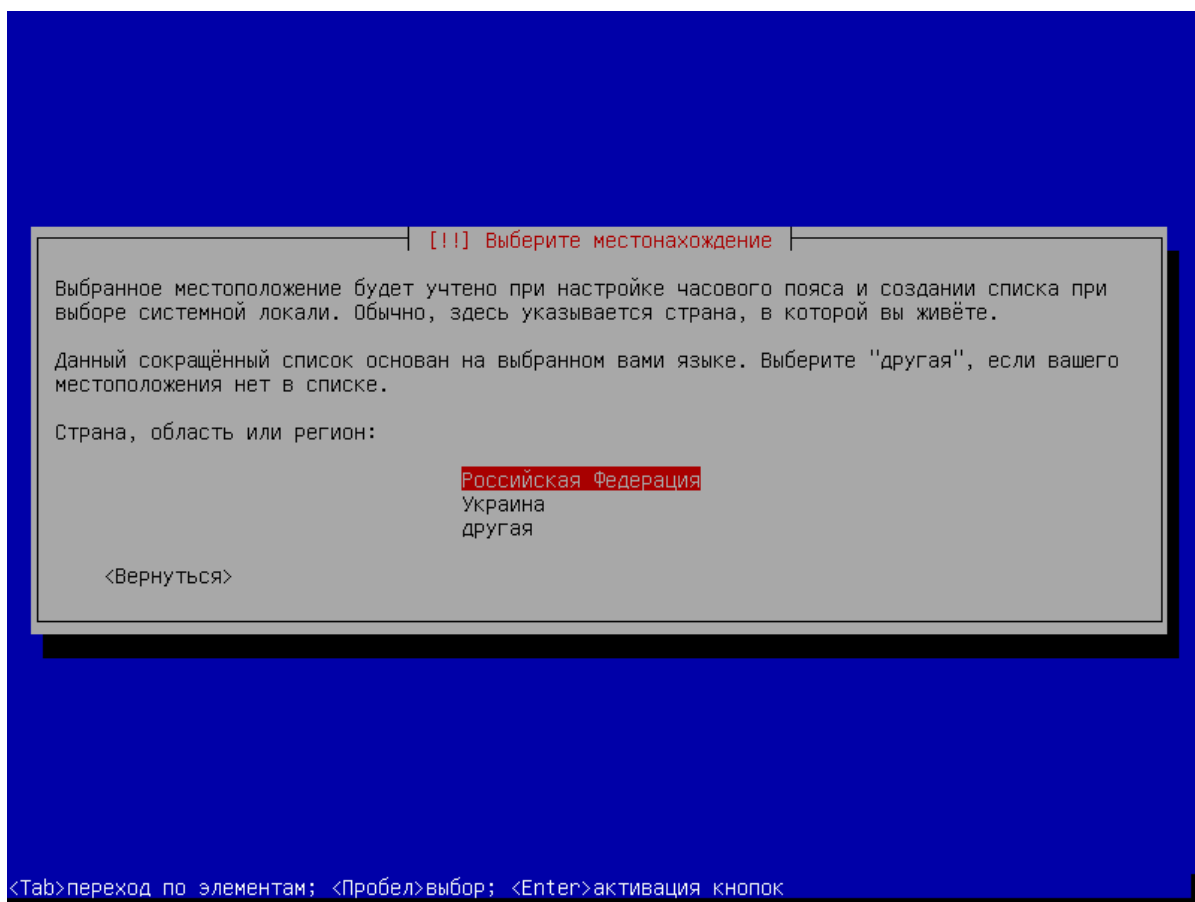 [!!] Выберите местонахождение
Выбранное местоположение будет учтено при настройке часового пояса и создании списка при
выборе системной локали. Обычно, здесь указывается страна, в которой вы живёте.
Данный сокращённый список основан на выбранном вами языке. Выберите "другая", если вашего
местоположения нет в списке.
Страна, область или регион:
Российская Федерация
Украина
другая
<Вернуться>
<Tab>переход по элементам; <Пробел>выбор; <Enter>активация кнопок